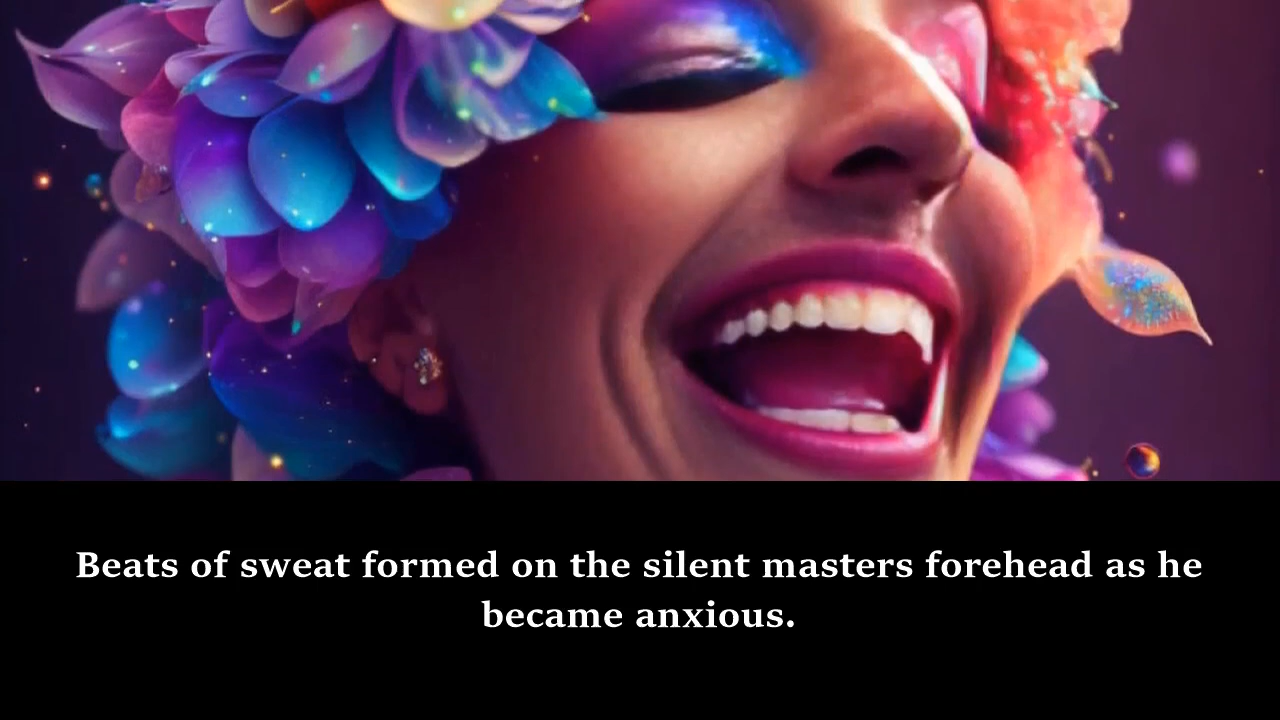 Beats of sweat formed on the silent masters forehead as he
became anxious.